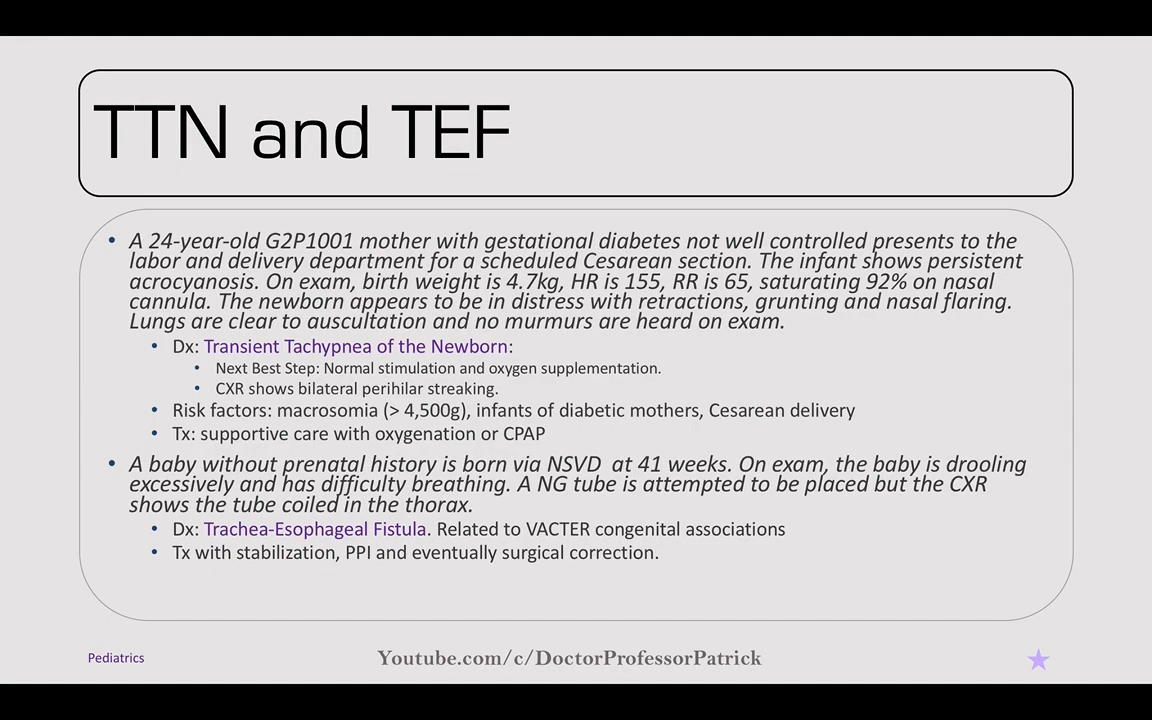 TTN and TEF
• A 24-year-old G2P1001 mother with gestational diabetes not well controlled presents to the
labor and delivery department for a scheduled Cesarean section. The infant shows persistent
acrocyanosis. On exam, birth weight is 4.7kg, HR is 155, RR is 65, saturating 92% on nasal
cannula. The newborn appears to be in distress with retractions, grunting and nasal flaring.
Lungs are clear to auscultation and no murmurs are heard on exam.
• Dx: Transient Tachypnea of the Newborn:
• Next Best Step: Normal stimulation and oxygen supplementation.
• CXR shows bilateral perihilar streaking.
• Risk factors: macrosomia (> 4,500g), infants of diabetic mothers, Cesarean delivery
• Tx: supportive care with oxygenation or CPAP
• A baby without prenatal history is born via NSVD at 41 weeks. On exam, the baby is drooling
excessively and has difficulty breathing. A NG tube is attempted to be placed but the CXR
shows the tube coiled in the thorax.
• Dx: Trachea-Esophageal Fistula. Related to VACTER congenital associations
• Tx with stabilization, PPI and eventually surgical correction.
Pediatrics
Youtube.com/c/DoctorProfessorPatrick